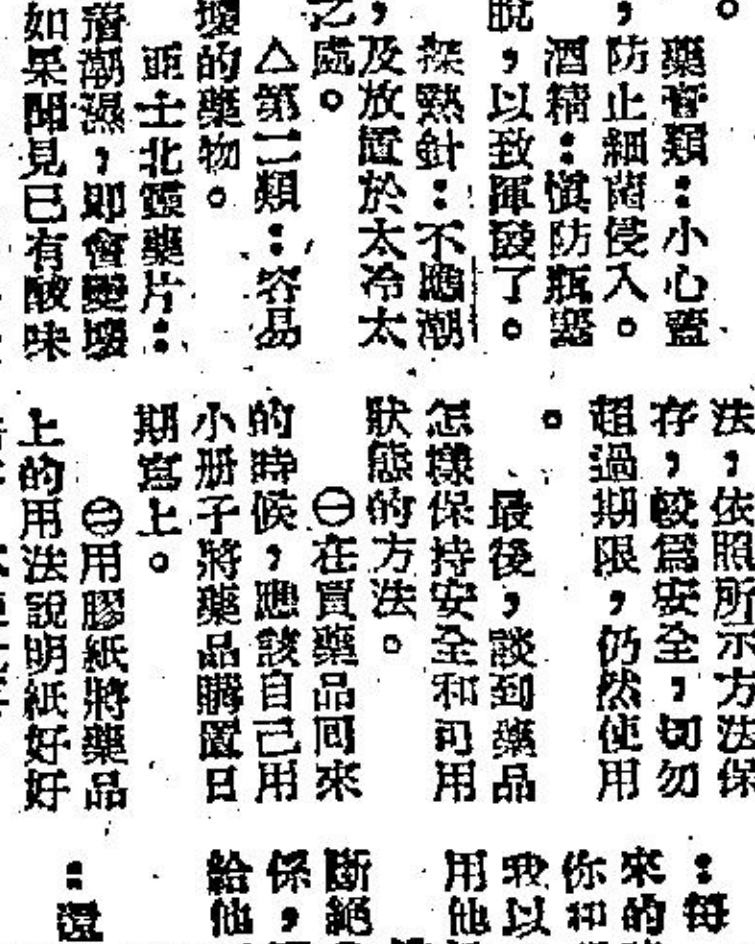 。
藥膏類：小心蓋
，防止細菌侵入。
酒精：愼防瓶塞
脫，以致揮發了。
探熱針：不應潮
，及放置於太冷太
之處。
△第二類：容易
壞的藥物。
亞士北靈藥片：
潮濕，卽會變壞
如果聞見已有酸味
法，依照所示方法保
存，較爲安全，切勿
超過期限，仍然使用
。
最後，談到藥品
怎樣保持安全和可用
狀態的方法。
㊀在買藥品回來
的時候，應該自己用
小册子將藥品購置日
期寫上。
㊁用膠紙將藥品
上的用法說明紙好好
：每
來的
你和
我以
用他
斷絕
係，
給他
：還